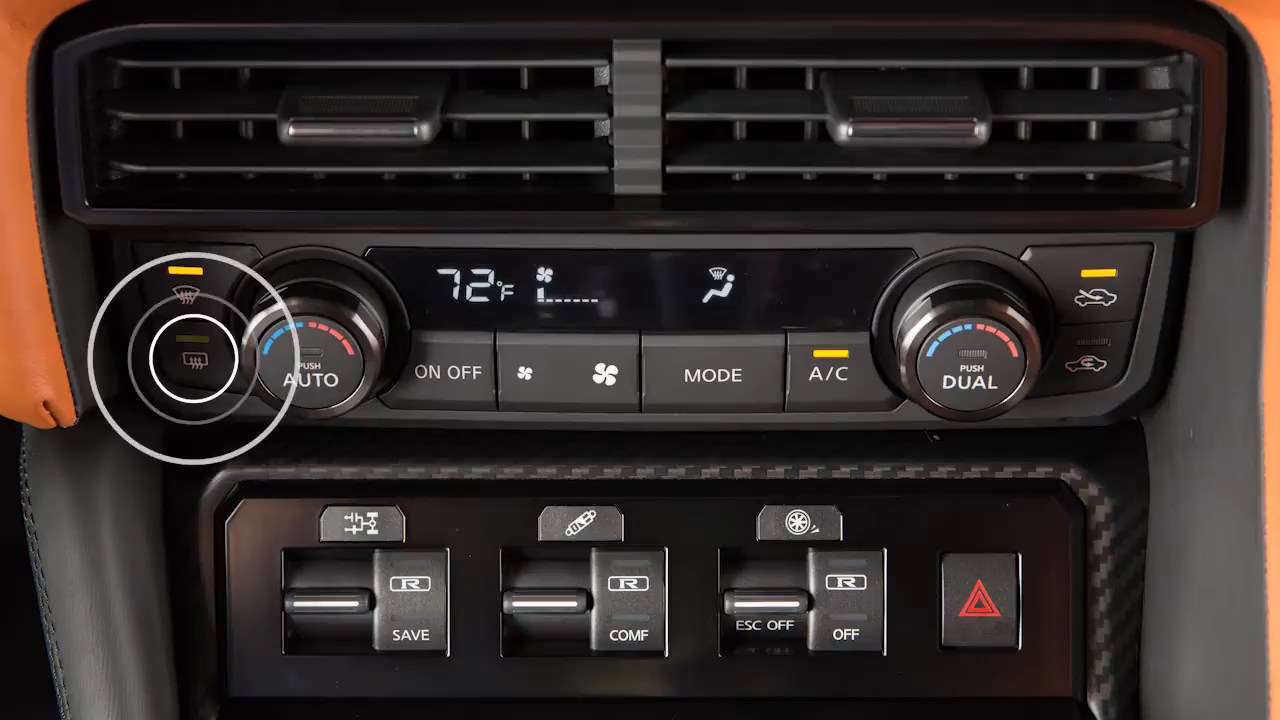 72°F
PUSH
AUTO
ON OFF
MODE
A/C
PUSH
DUAL
R
SAVE
R
COMF
R
ESC OFF
OFF